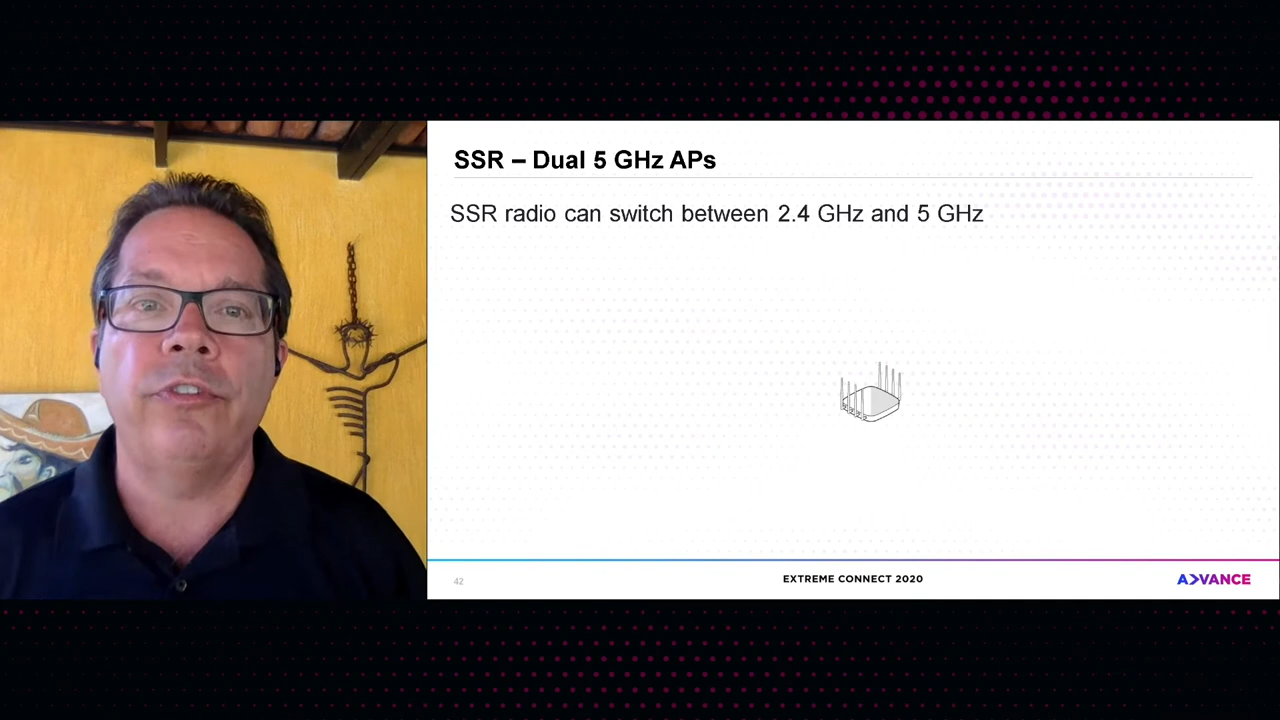 SSR – Dual 5 GHz APs
SSR radio can switch between 2.4 GHz and 5 GHz
42
EXTREME CONNECT 2020
ADVANCE